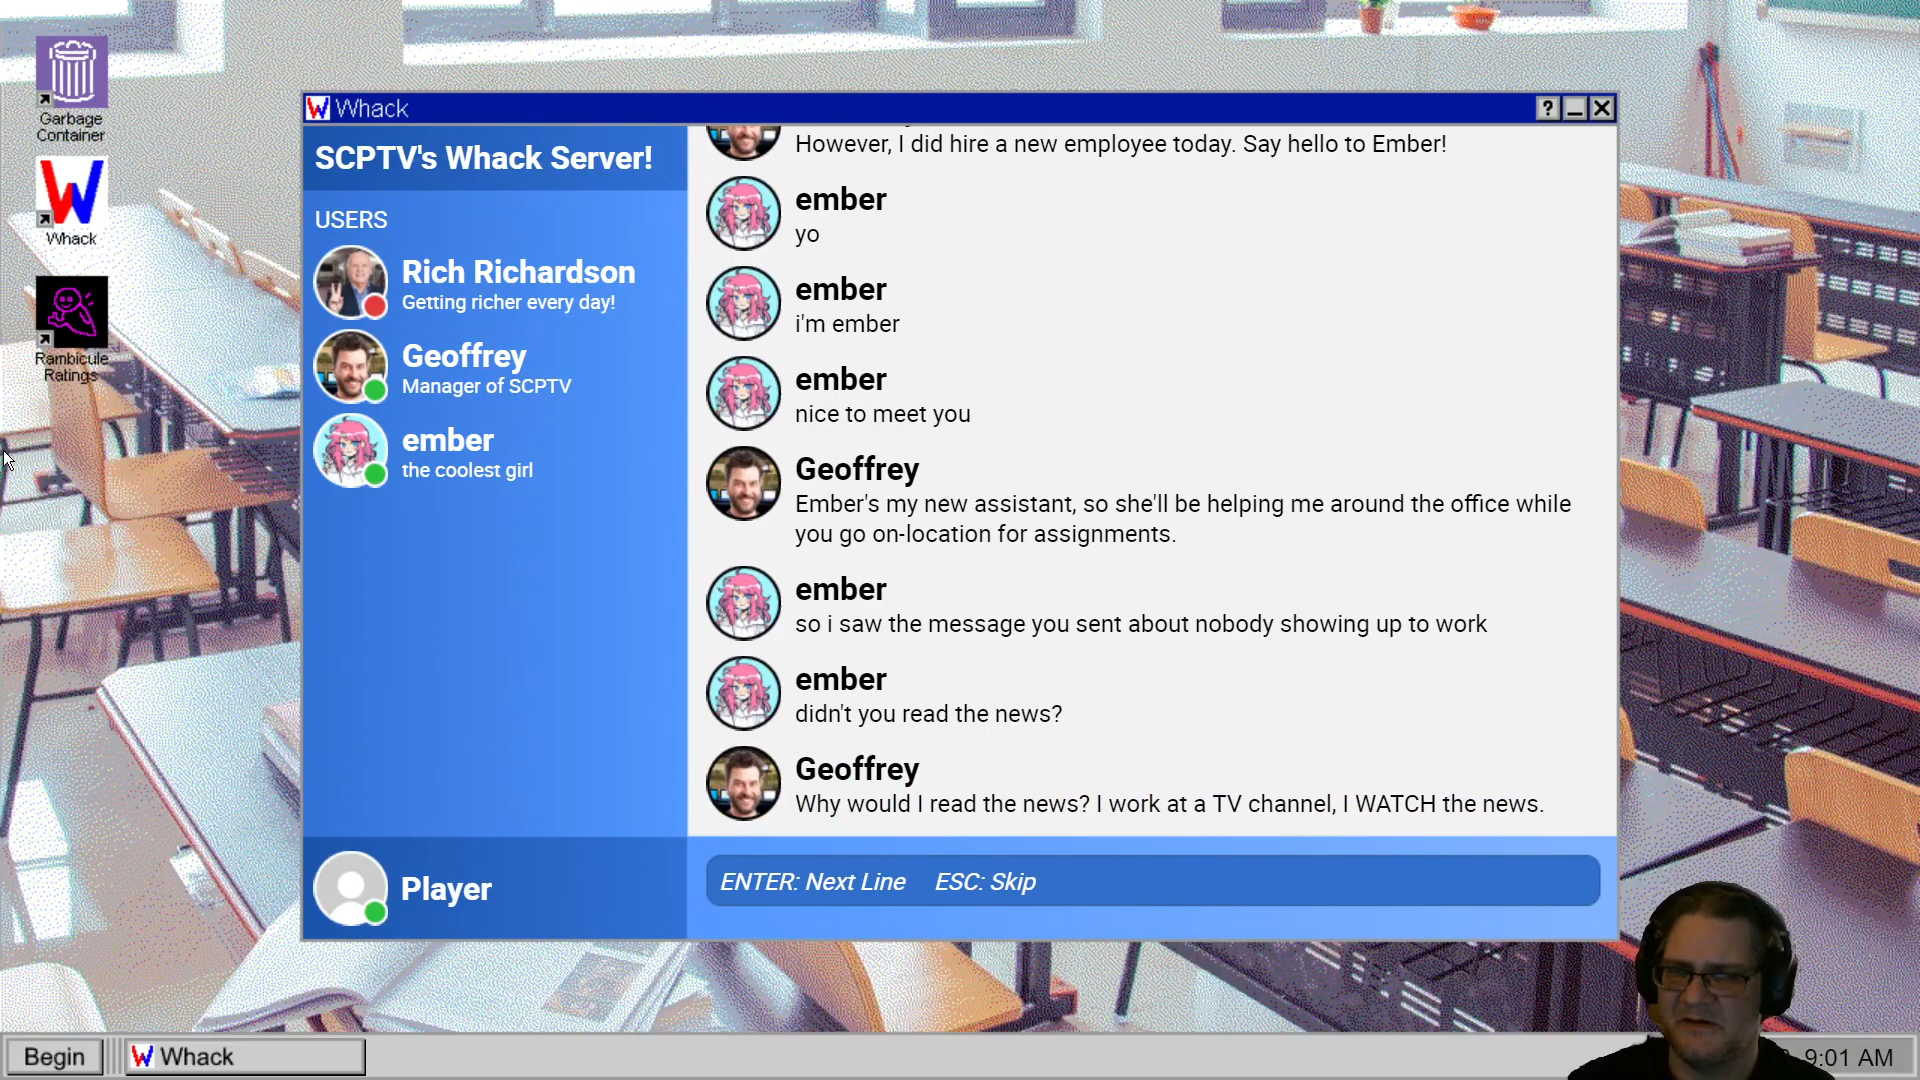 Garbage
Container
Whack
Rambicule
Ratings
Whack
?
SCPTV's Whack Server!
USERS
Rich Richardson
Getting richer every day!
Geoffrey
Manager of SCPTV
ember
the coolest girl
Player
However, I did hire a new employee today. Say hello to Ember!
ember
yo
ember
i'm ember
ember
nice to meet you
Geoffrey
Ember's my new assistant, so she'll be helping me around the office while
you go on-location for assignments.
ember
so i saw the message you sent about nobody showing up to work
ember
didn't you read the news?
Geoffrey
Why would I read the news? I work at a TV channel, I WATCH the news.
ENTER: Next Line ESC: Skip
Begin
Whack
9:01 AM